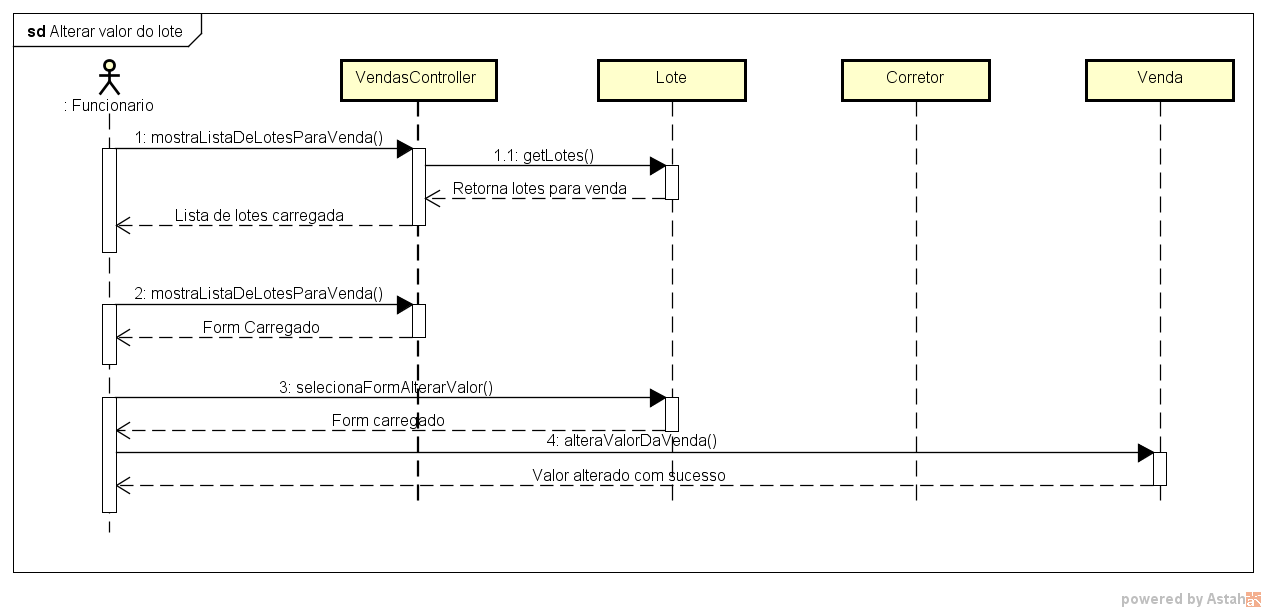 sd Alterar valor do lote
: Funcionario
VendasController
Lote
Corretor
Venda
1: mostraListaDeLotesParaVenda()
1.1: getLotes()
Retorna lotes para venda
Lista de lotes carregada
2: mostraListaDeLotesParaVenda()
Form Carregado
3: selecionaFormAlterarValor()
Form carregado
4: alteraValorDaVenda()
Valor alterado com sucesso
powered by Astah